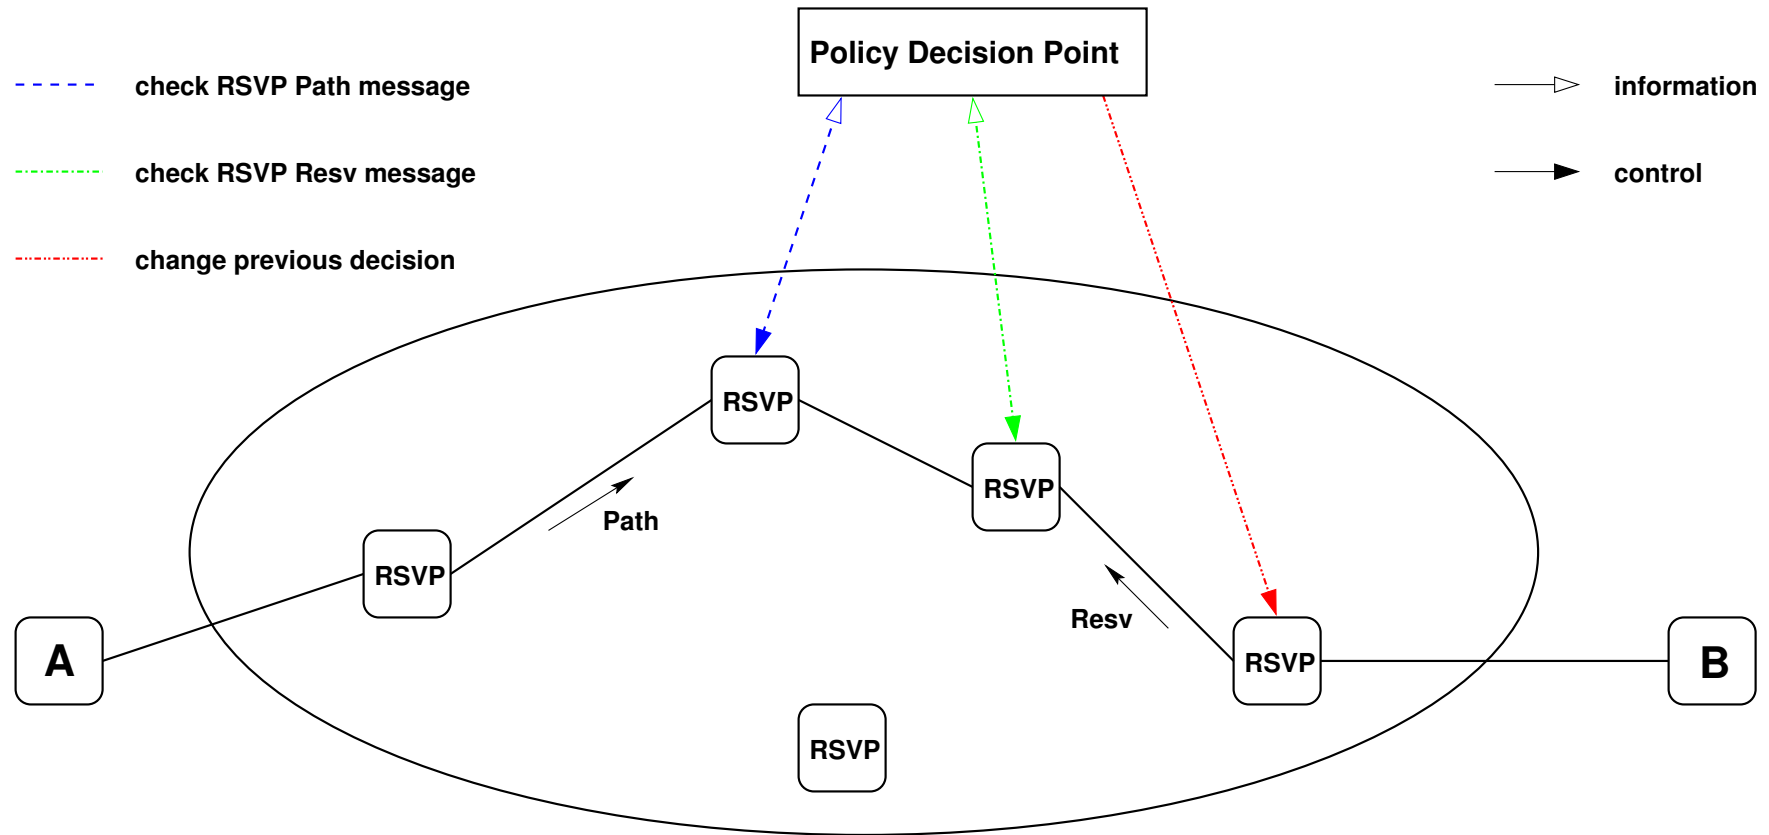 Policy Decision Point
check RSVP Path message
information
check RSVP Resv message
control
change previous decision
RSVP
RSVP
Path
RSVP
Resv
A
RSVP
B
RSVP